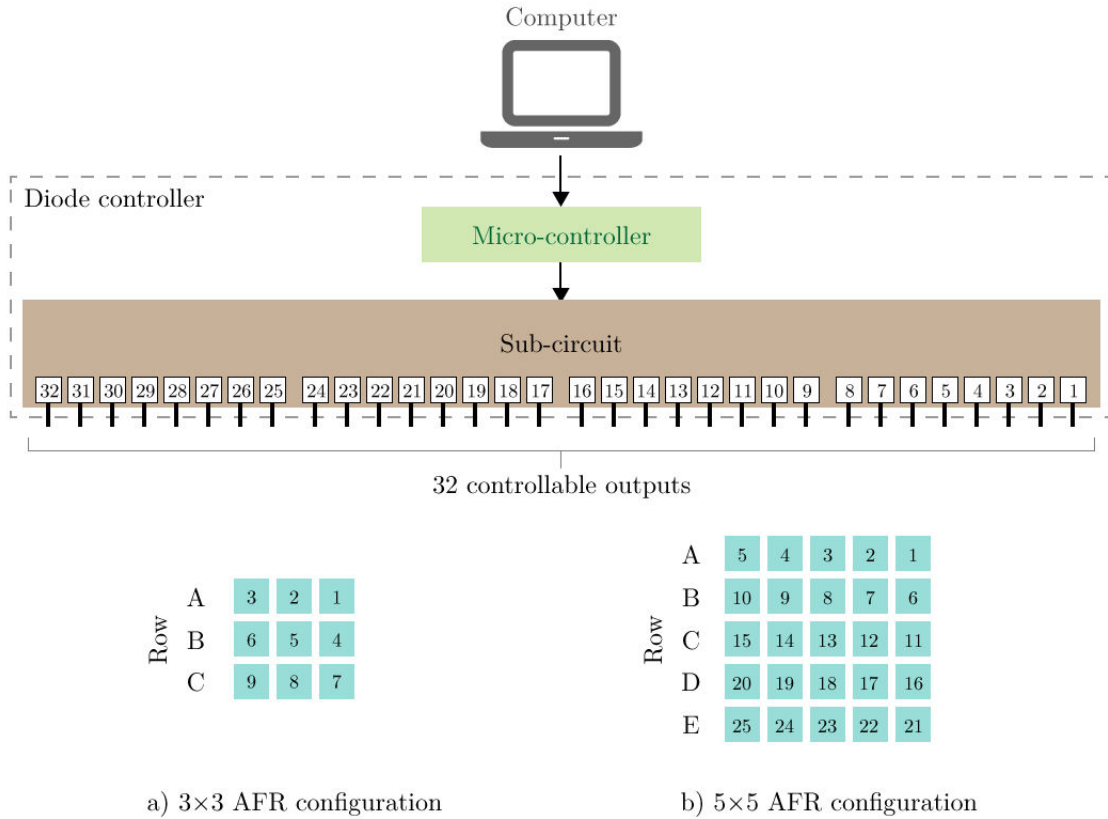 Computer
Diode controller
Micro-controller
Sub-circuit
32 31 30 29 28 27 26 25 24 23 22 21 20 19 18 17 16 15 14 13 12 11 10 9 8 7 6 5 4 3 2 1
32 controllable outputs
Row
A 3 2 1
B 6 5 4
C 9 8 7
a) 3×3 AFR configuration
Row
A 5 4 3 2 1
B 10 9 8 7 6
C 15 14 13 12 11
D 20 19 18 17 16
E 25 24 23 22 21
b) 5×5 AFR configuration